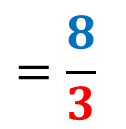 = 8/3